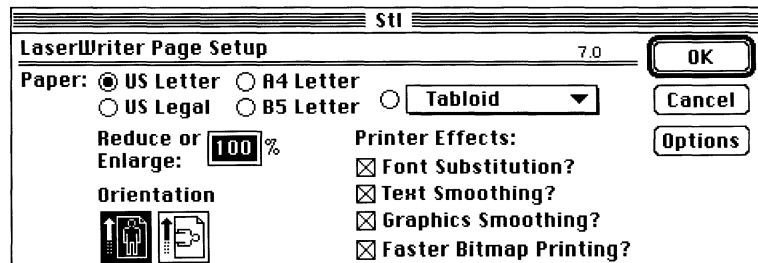 StI
LaserWriter Page Setup 7.0 OK
Paper: US Letter A4 Letter
US Legal B5 Letter Tabloid Cancel
Reduce or Enlarge: 100 % Printer Effects: Options
Font Substitution?
Orientation Text Smoothing?
Graphics Smoothing?
Faster Bitmap Printing?